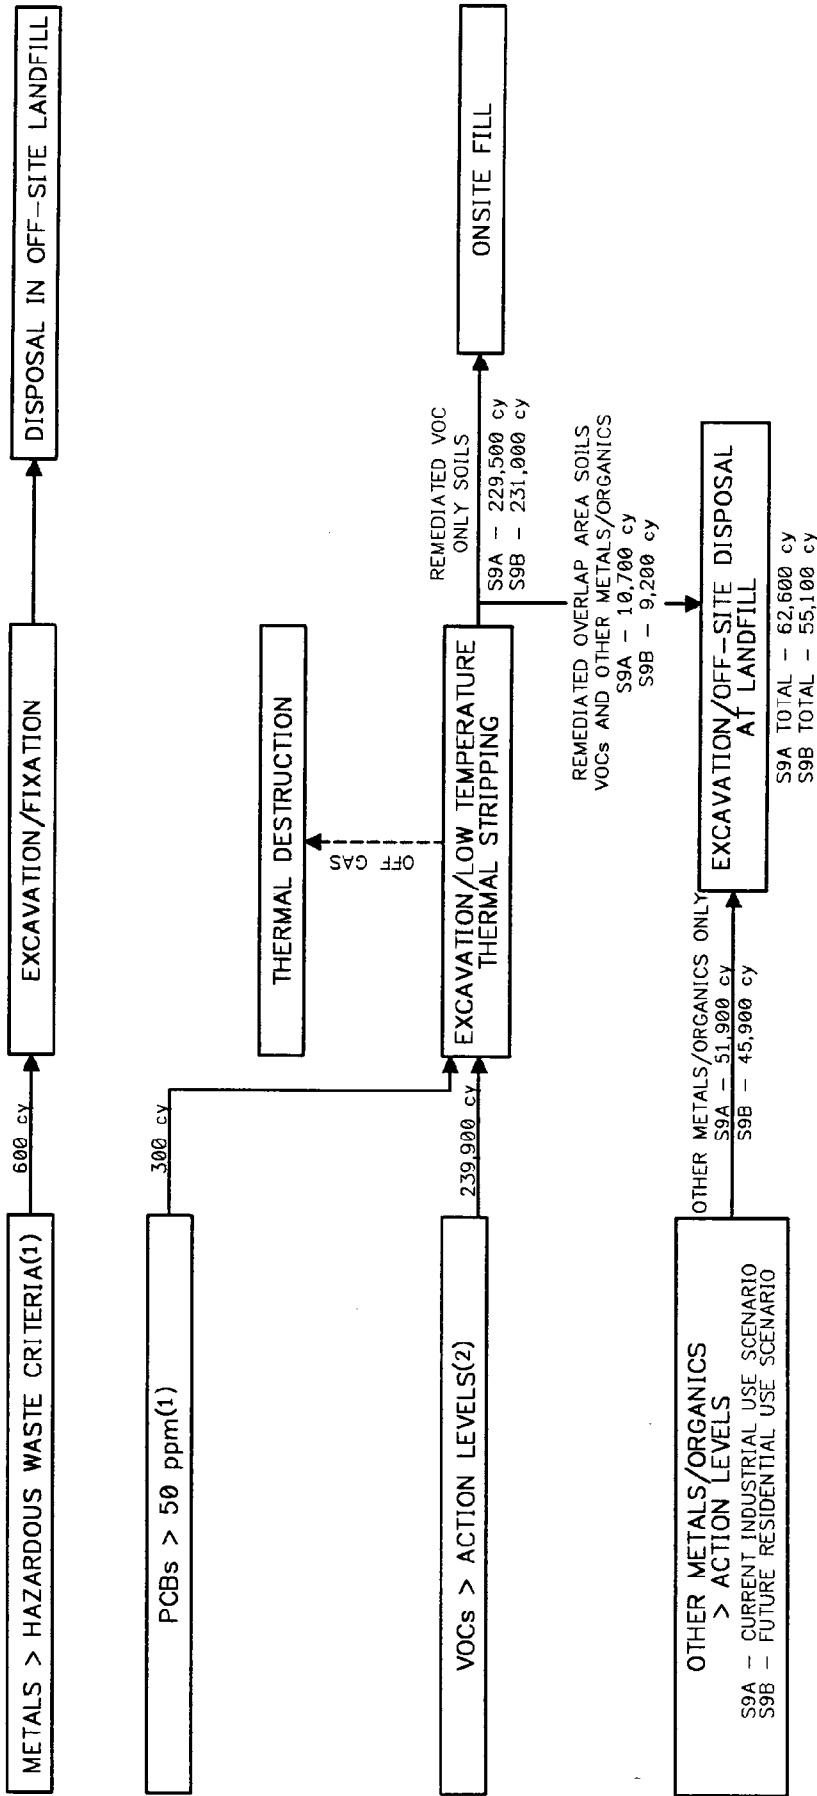 METALS > HAZARDOUS WASTE CRITERIA(1)
600 cy
EXCAVATION/FIXATION
DISPOSAL IN OFF-SITE LANDFILL
PCBs > 50 ppm(1)
300 cy
THERMAL DESTRUCTION
OFF GAS
VOCs > ACTION LEVELS(2)
239,900 cy
EXCAVATION/LOW TEMPERATURE
THERMAL STRIPPING
REMEDIATED VOC
ONLY SOILS
S9A - 229,500 cy
S9B - 231,000 cy
ONSITE FILL
REMEDIATED OVERLAP AREA SOILS
VOCs AND OTHER METALS/ORGANICS
S9A - 10,700 cy
S9B - 9,200 cy
OTHER METALS/ORGANICS
> ACTION LEVELS
S9A - CURRENT INDUSTRIAL USE SCENARIO
S9B - FUTURE RESIDENTIAL USE SCENARIO
OTHER METALS/ORGANICS ONLY
S9A - 51,900 cy
S9B - 45,900 cy
EXCAVATION/OFF-SITE DISPOSAL
AT LANDFILL
S9A TOTAL - 62,600 cy
S9B TOTAL - 55,100 cy